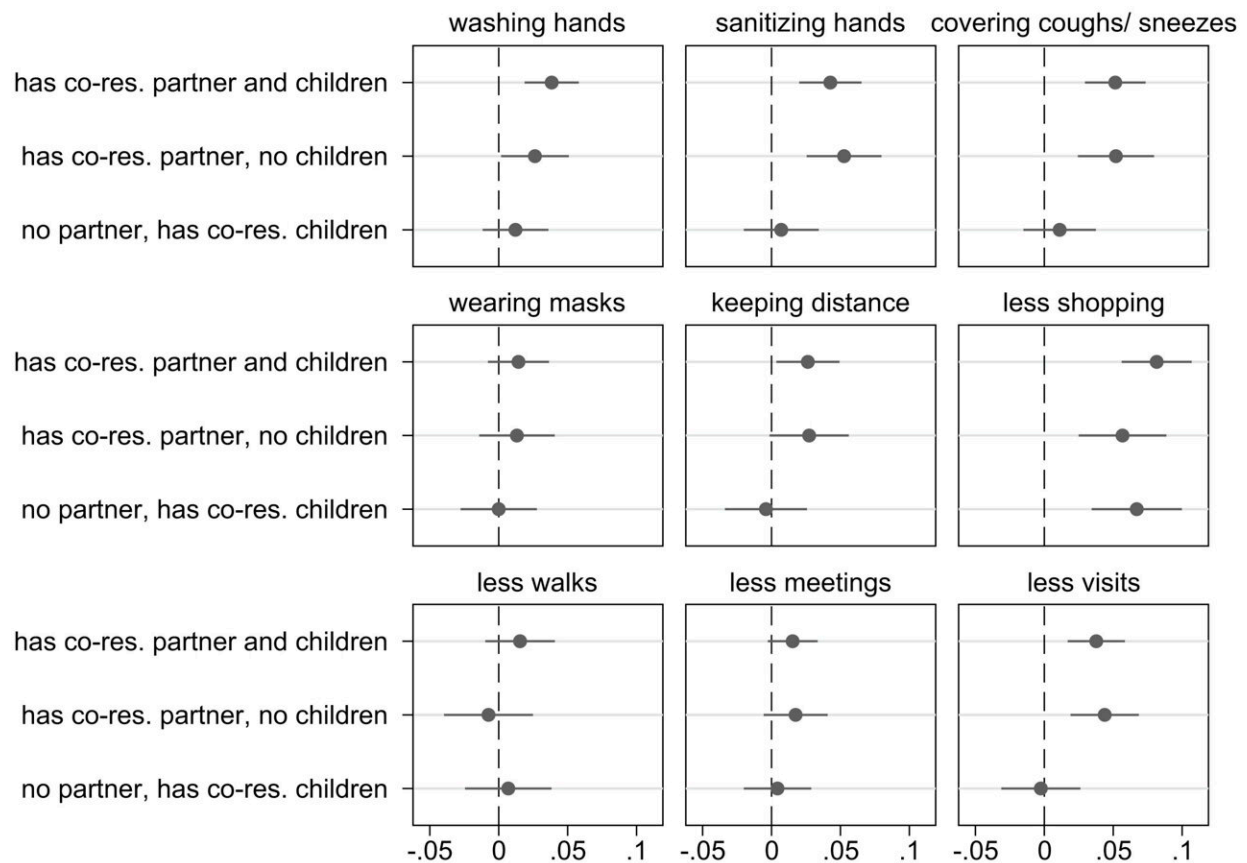 washing hands
sanitizing hands
covering coughs/ sneezes
has co-res. partner and children
has co-res. partner, no children
no partner, has co-res. children
wearing masks
keeping distance
less shopping
has co-res. partner and children
has co-res. partner, no children
no partner, has co-res. children
less walks
less meetings
less visits
has co-res. partner and children
has co-res. partner, no children
no partner, has co-res. children
-.05 0 .05 .1
-.05 0 .05 .1
-.05 0 .05 .1